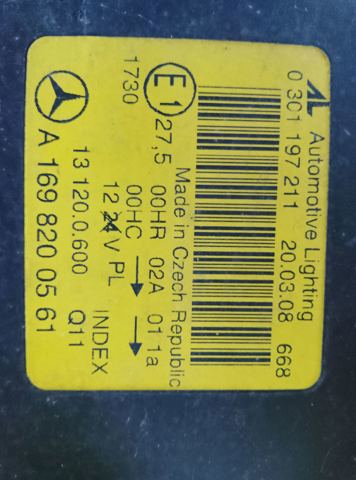 AL Automotive Lighting
0 301 197 211 20.03.08 668
Made in Czech Republic
E1 27,5 00HR 02A 01 1a
1730 00HC → →
12 24 V PL
13 120.0.600 INDEX Q11
A 169 820 05 61